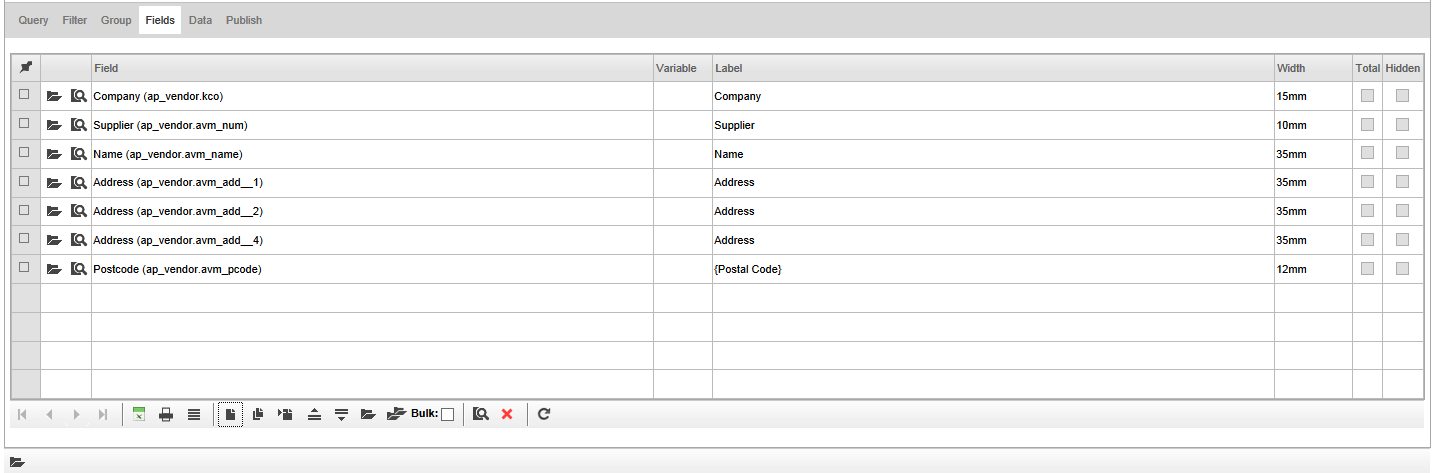 Query Filter Group Fields Data Publish
Field Variable Label Width Total Hidden
Company (ap_vendor.kco) Company 15mm
Supplier (ap_vendor.avm_num) Supplier 10mm
Name (ap_vendor.avm_name) Name 35mm
Address (ap_vendor.avm_add__1) Address 35mm
Address (ap_vendor.avm_add__2) Address 35mm
Address (ap_vendor.avm_add__4) Address 35mm
Postcode (ap_vendor.avm_pcode) {Postal Code} 12mm
Bulk: